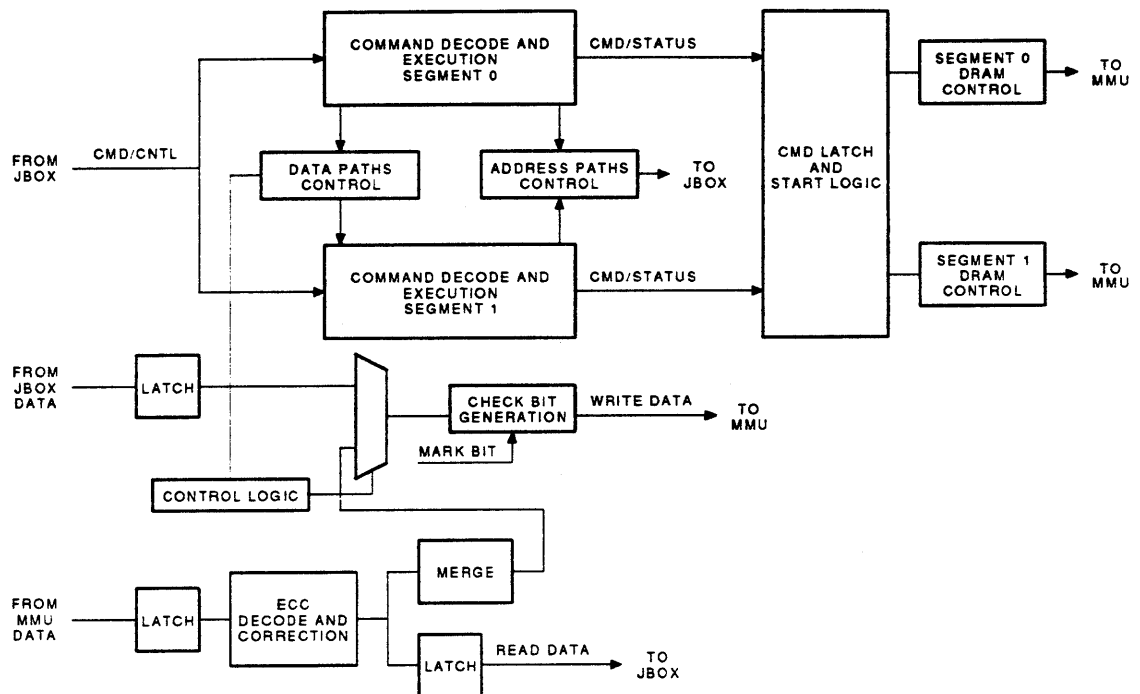 COMMAND DECODE AND
EXECUTION
SEGMENT 0
CMD/STATUS
SEGMENT 0
DRAM
CONTROL
TO
MMU
FROM
JBOX
CMD/CNTL
DATA PATHS
CONTROL
ADDRESS PATHS
CONTROL
TO
JBOX
CMD LATCH
AND
START LOGIC
COMMAND DECODE AND
EXECUTION
SEGMENT 1
CMD/STATUS
SEGMENT 1
DRAM
CONTROL
TO
MMU
FROM
JBOX
DATA
LATCH
CHECK BIT
GENERATION
WRITE DATA
TO
MMU
MARK BIT
CONTROL LOGIC
MERGE
FROM
MMU
DATA
LATCH
ECC
DECODE AND
CORRECTION
LATCH
READ DATA
TO
JBOX